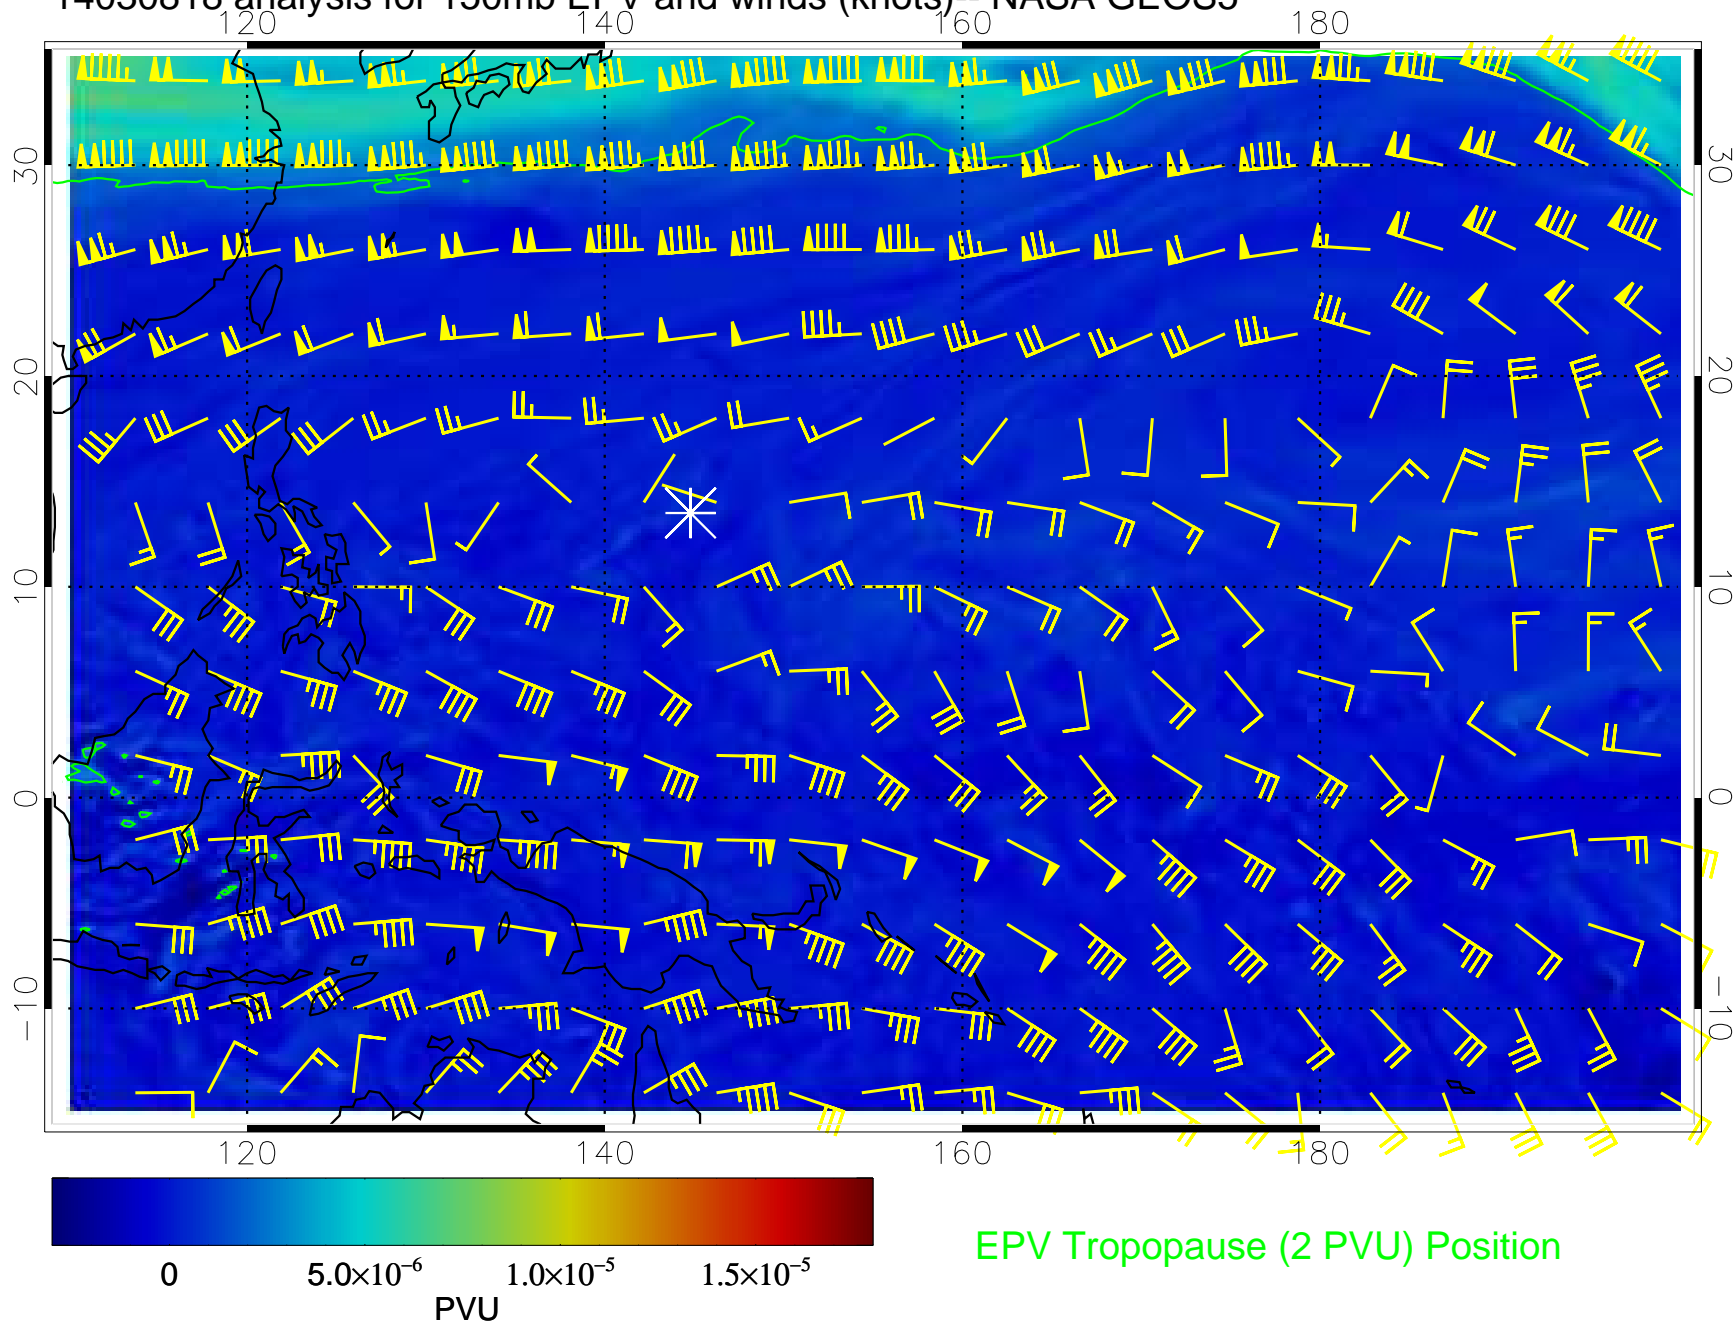 14030818 analysis for 150mb EPV and winds (knots)-- NASA GEOS5
120 140 160 180
30 30
20 20
10 10
0 0
−10 −10
120 140 160 180
0 5.0×10⁻⁶ 1.0×10⁻⁵ 1.5×10⁻⁵
PVU
EPV Tropopause (2 PVU) Position